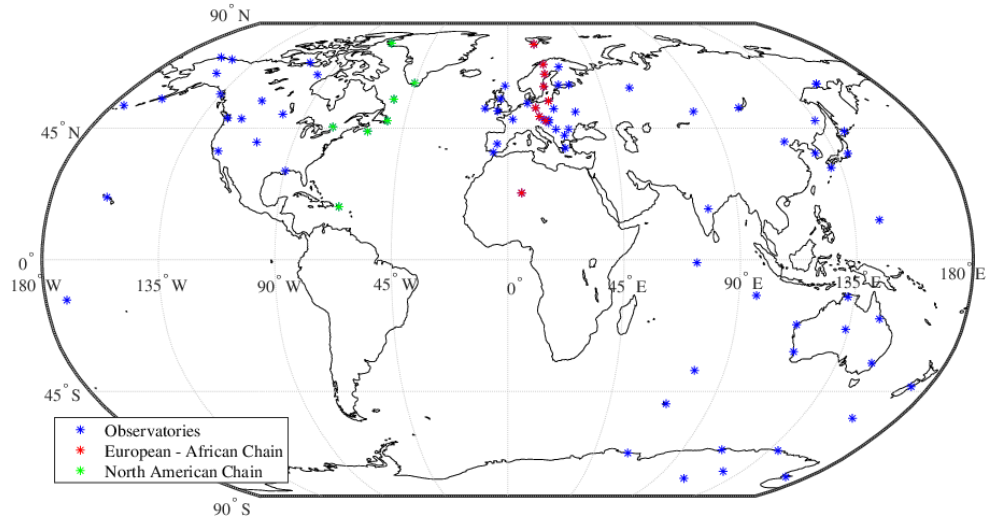 90° N
45° N
0°
180° W
135° W
90° W
45° W
0°
45° E
90° E
135° E
180° E
45° S
Observatories
European - African Chain
North American Chain
90° S